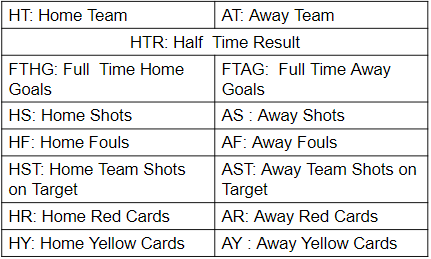 HT: Home Team
AT: Away Team
HTR: Half Time Result
FTHG: Full Time Home
Goals
FTAG: Full Time Away
Goals
HS: Home Shots
AS : Away Shots
HF: Home Fouls
AF: Away Fouls
HST: Home Team Shots
on Target
AST: Away Team Shots on
Target
HR: Home Red Cards
AR: Away Red Cards
HY: Home Yellow Cards
AY : Away Yellow Cards